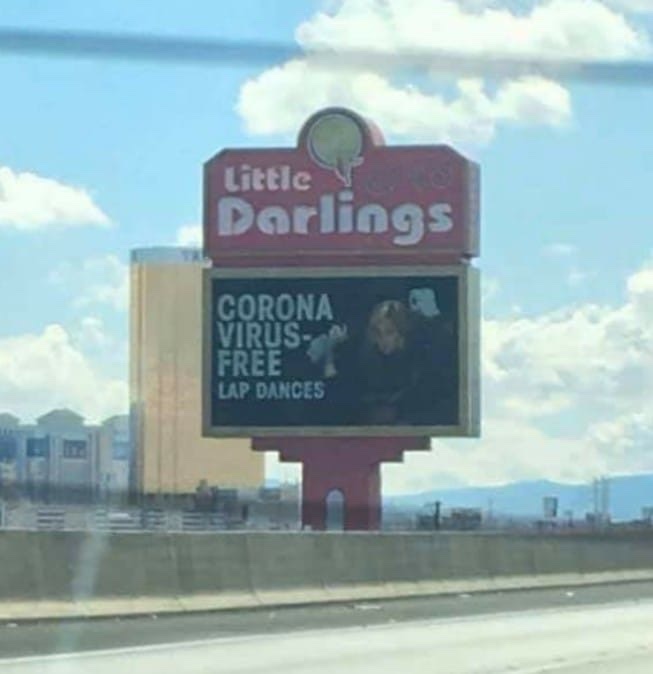 Little
Darlings
CORONA
VIRUS-
FREE
LAP DANCES